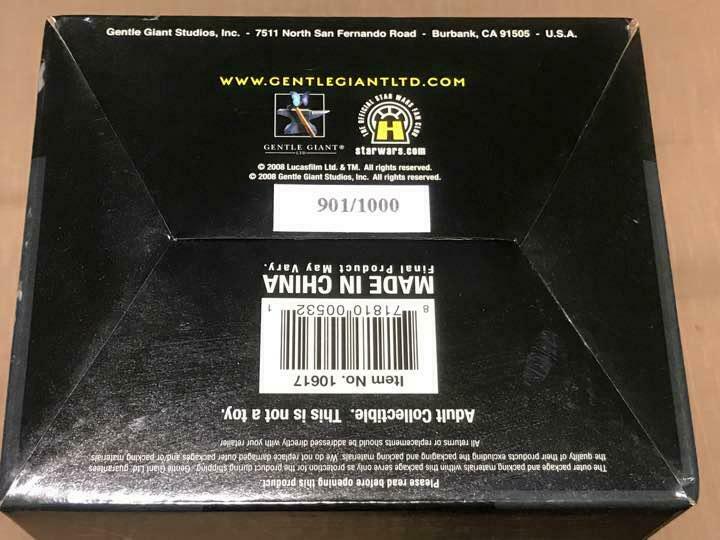 Gentle Giant Studios, Inc. - 7511 North San Fernando Road - Burbank, CA 91505 - U.S.A.
WWW.GENTLEGIANTLTD.COM
THE OFFICIAL STAR WARS FAN CLUB
H
GENTLE GIANT®
LTD
starwars.com
© 2008 Lucasfilm Ltd. & TM. All rights reserved.
© 2008 Gentle Giant Studios, Inc. All rights reserved.
901/1000
Please read before opening this product.
The outer package and packing materials within this package serve only as protection for the product during shipping. Gentle Giant Ltd. guarantees
the quality of their products excluding the packaging and packing materials. We do not replace damaged outer packages and/or packing materials
All returns or replacements should be addressed directly with your retailer
Adult Collectible. This is not a toy.
Item No. 10617
8 71810 00532 1
MADE IN CHINA
Final Product May Vary.